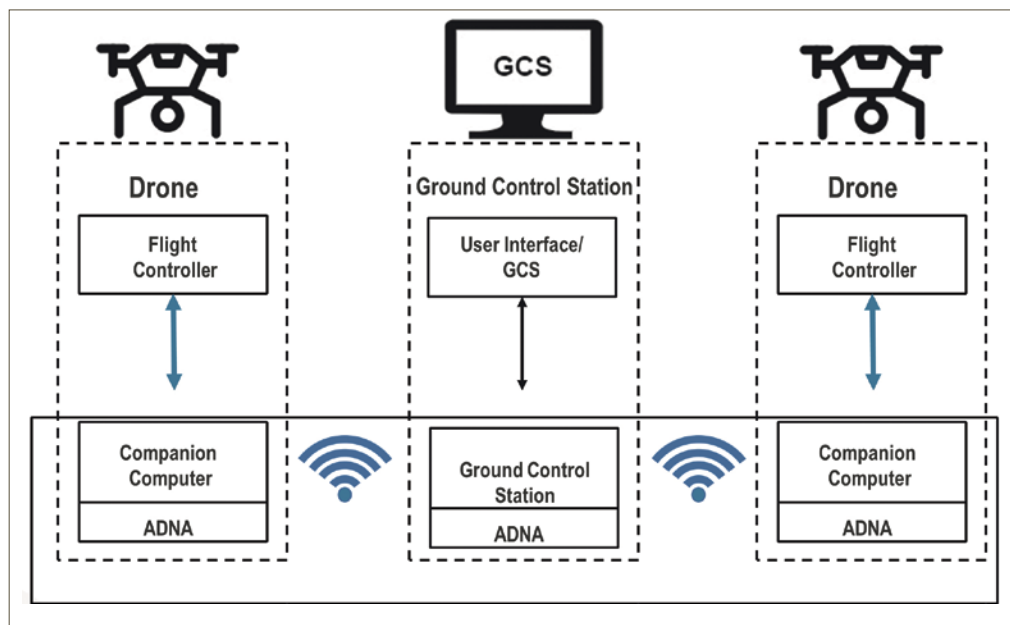 GCS
Drone
Flight
Controller
Companion
Computer
ADNA
Ground Control Station
User Interface/
GCS
Ground Control
Station
ADNA
Drone
Flight
Controller
Companion
Computer
ADNA